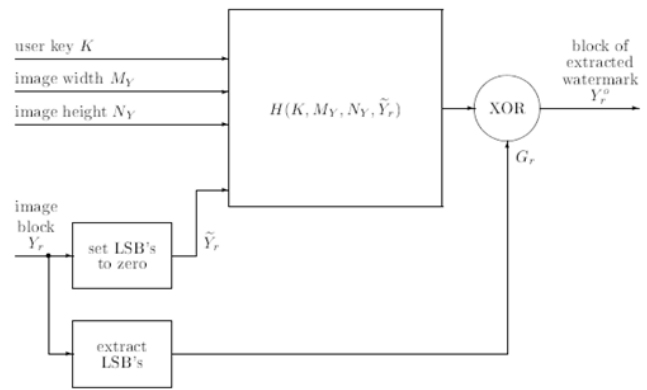 user key K
image width M_Y
image height N_Y
H(K, M_Y, N_Y, Ỹ_r)
XOR
block of
extracted
watermark
Y_r^o
G_r
image
block
Y_r
set LSB's
to zero
Ỹ_r
extract
LSB's